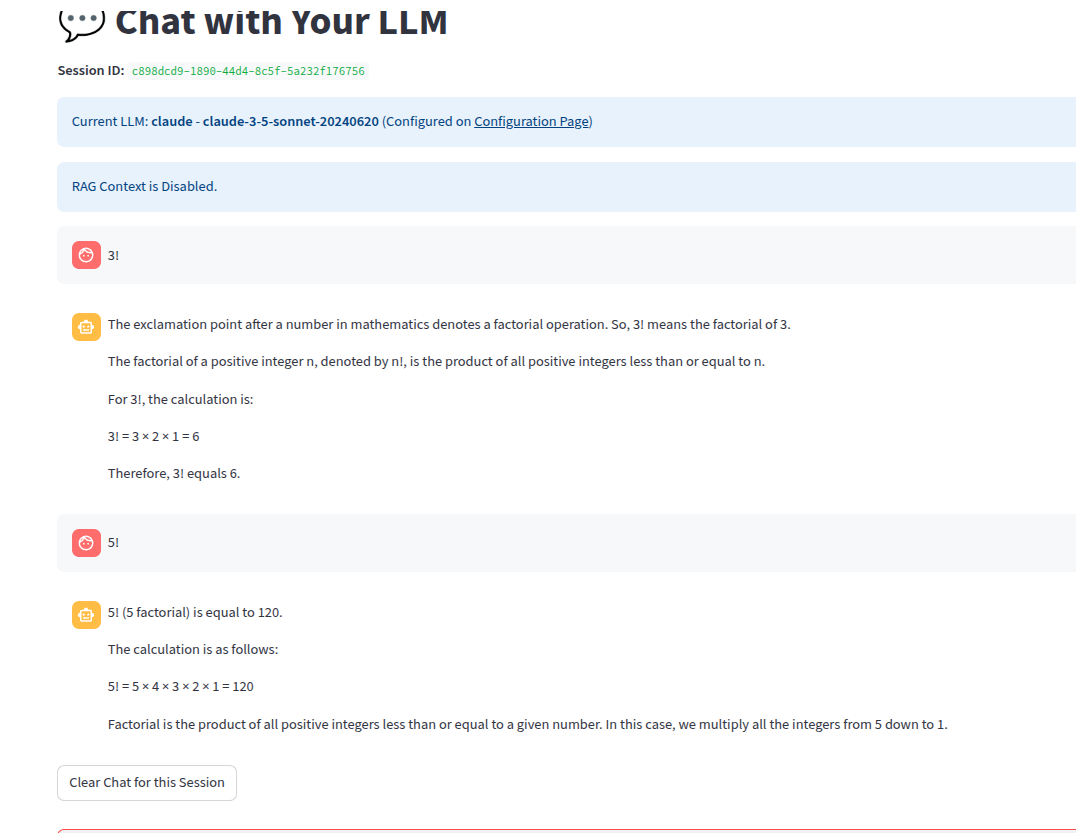 Chat with Your LLM
Session ID: c898dcd9-1890-44d4-8c5f-5a232f176756
Current LLM: claude - claude-3-5-sonnet-20240620 (Configured on Configuration Page)
RAG Context is Disabled.
3!
The exclamation point after a number in mathematics denotes a factorial operation. So, 3! means the factorial of 3.
The factorial of a positive integer n, denoted by n!, is the product of all positive integers less than or equal to n.
For 3!, the calculation is:
3! = 3 × 2 × 1 = 6
Therefore, 3! equals 6.
5!
5! (5 factorial) is equal to 120.
The calculation is as follows:
5! = 5 × 4 × 3 × 2 × 1 = 120
Factorial is the product of all positive integers less than or equal to a given number. In this case, we multiply all the integers from 5 down to 1.
Clear Chat for this Session